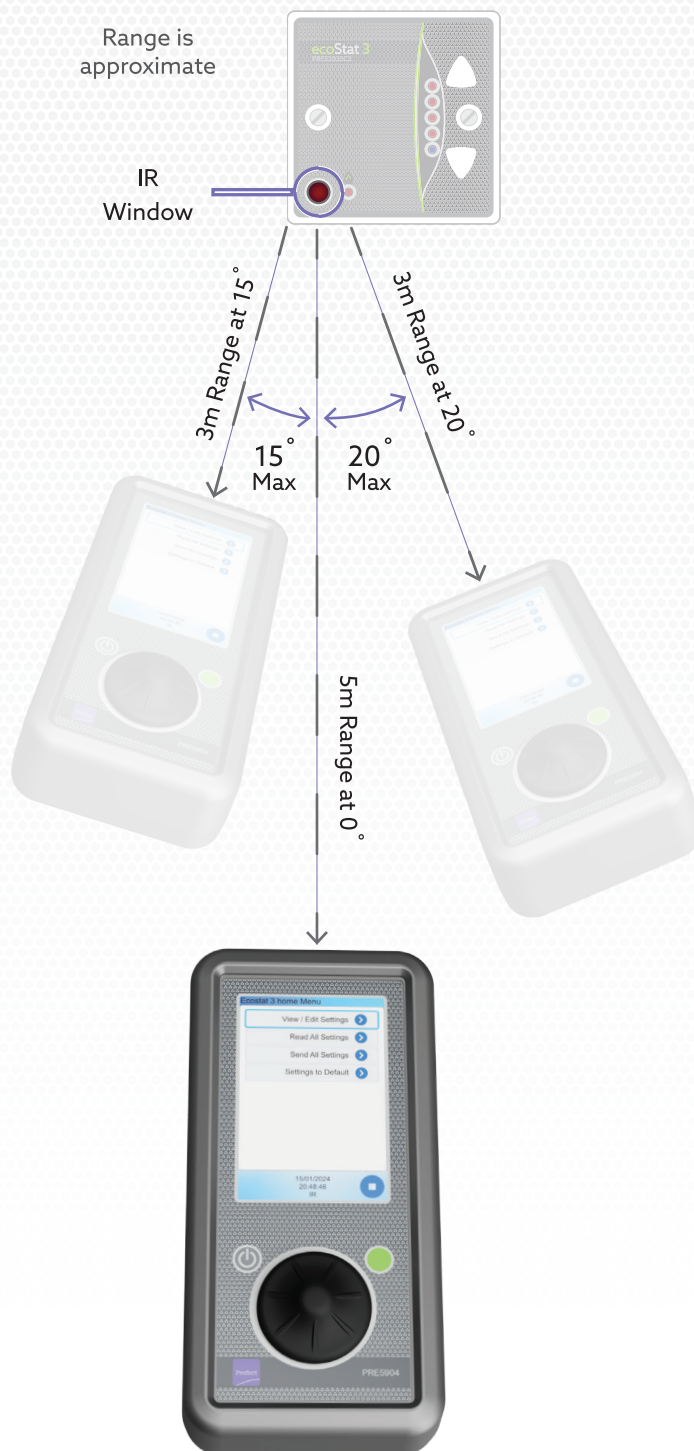 Range is
approximate
ecoStat 3
IR
Window
3m Range at 15°
3m Range at 20°
15°
Max
20°
Max
5m Range at 0°
Ecostat 3 home Menu
View / Edit Settings
Read All Settings
Send All Settings
Settings to Default
15/01/2024
20:48:46
IR
Prefect
PRE5904